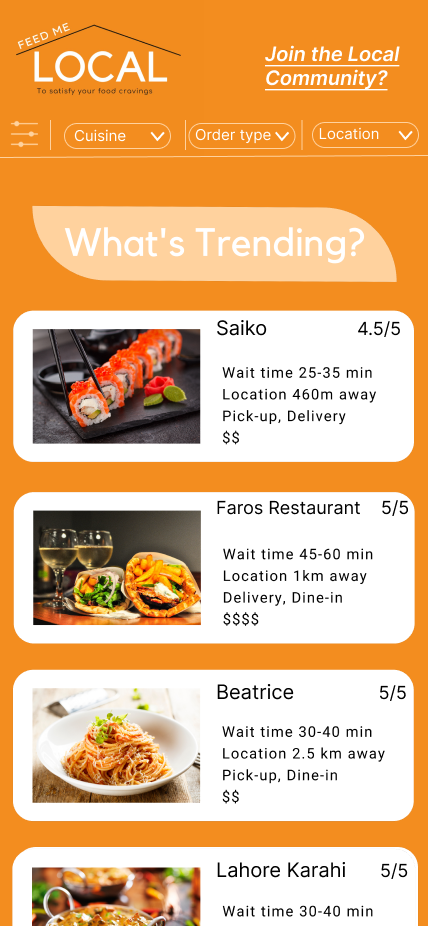 FEED ME
LOCAL
To satisfy your food cravings
Join the Local
Community?
Cuisine
Order type
Location
What's Trending?
Saiko 4.5/5
Wait time 25-35 min
Location 460m away
Pick-up, Delivery
$$
Faros Restaurant 5/5
Wait time 45-60 min
Location 1km away
Delivery, Dine-in
$$$$
Beatrice 5/5
Wait time 30-40 min
Location 2.5 km away
Pick-up, Dine-in
$$
Lahore Karahi 5/5
Wait time 30-40 min